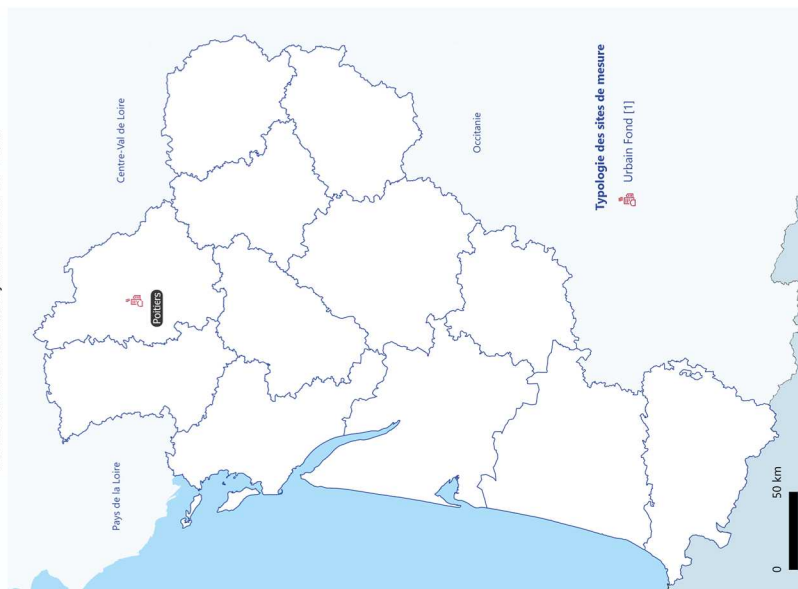 Centre-Val de Loire
Poitiers
Pays de la Loire
Occitanie
Typologie des sites de mesure
Urbain Fond [1]
0
50 km